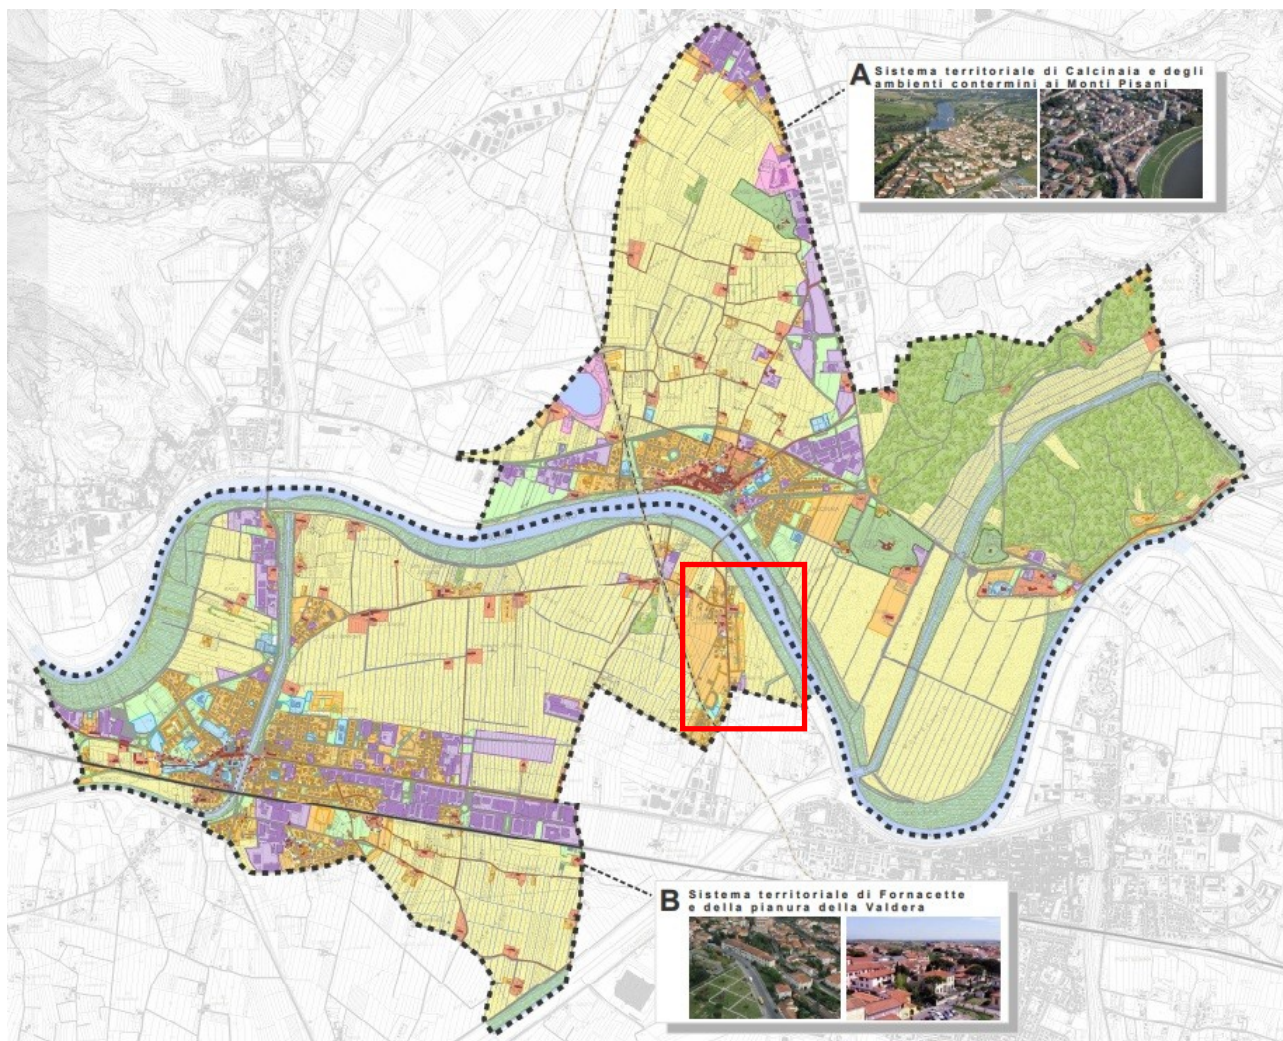 A Sistema territoriale di Calcinaia e degli
ambienti contermini ai Monti Pisani
B Sistema territoriale di Fornacette
e della pianura della Valdera